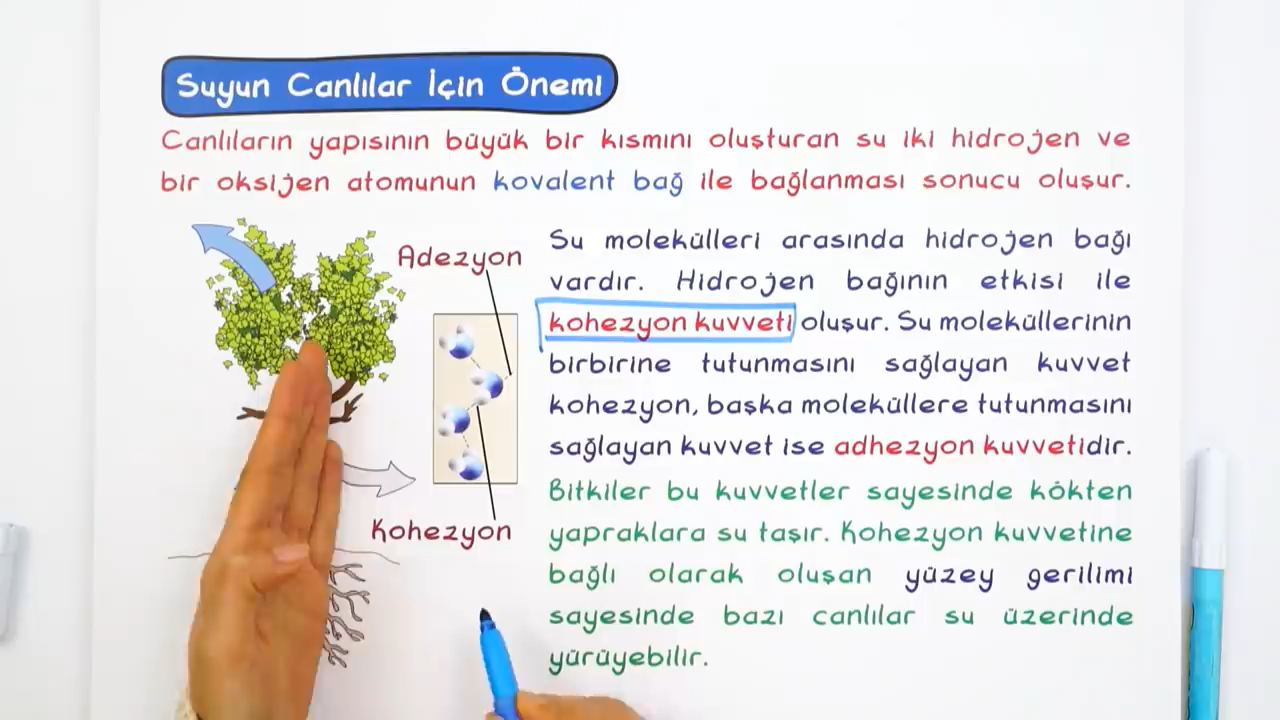 Suyun Canlılar İçin Önemi
Canlıların yapısının büyük bir kısmını oluşturan su iki hidrojen ve
bir oksijen atomunun kovalent bağ ile bağlanması sonucu oluşur.
Adezyon
Kohezyon
Su molekülleri arasında hidrojen bağı
vardır. Hidrojen bağının etkisi ile
kohezyon kuvveti oluşur. Su moleküllerinin
birbirine tutunmasını sağlayan kuvvet
kohezyon, başka moleküllere tutunmasını
sağlayan kuvvet ise adhezyon kuvvetidir.
Bitkiler bu kuvvetler sayesinde kökten
yapraklara su taşır. Kohezyon kuvvetine
bağlı olarak oluşan yüzey gerilimi
sayesinde bazı canlılar su üzerinde
yürüyebilir.